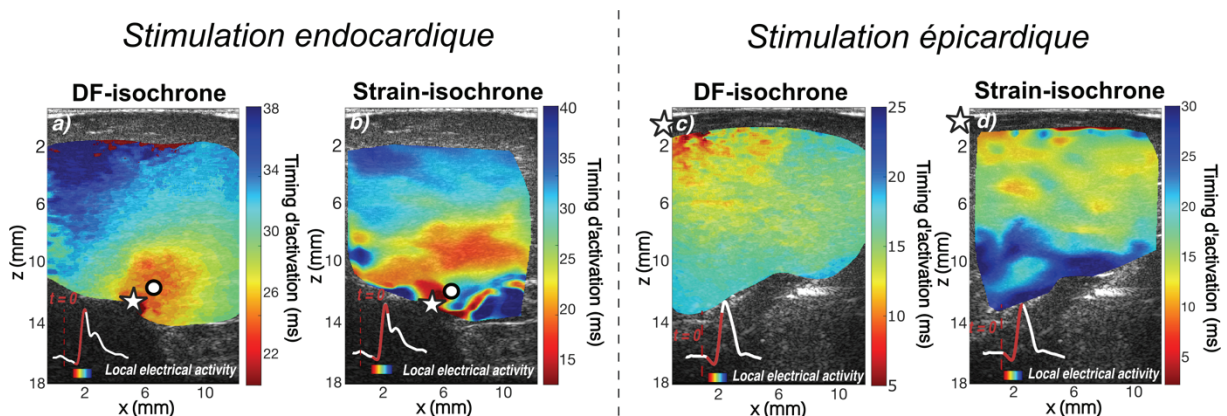 Stimulation endocardique
Stimulation épicardique
DF-isochrone
Strain-isochrone
DF-isochrone
Strain-isochrone
a)
b)
c)
d)
z (mm)
2
6
10
14
18
t = 0
Local electrical activity
2
6
10
x (mm)
38
36
34
32
30
28
26
24
22
Timing d'activation (ms)
z (mm)
2
6
10
14
18
t = 0
Local electrical activity
2
6
10
x (mm)
40
35
30
25
20
15
Timing d'activation (ms)
z (mm)
2
6
10
14
18
t = 0
Local electrical activity
2
6
10
x (mm)
25
20
15
10
5
Timing d'activation (ms)
z (mm)
2
6
10
14
18
t = 0
Local electrical activity
2
6
10
x (mm)
30
25
20
15
10
5
Timing d'activation (ms)